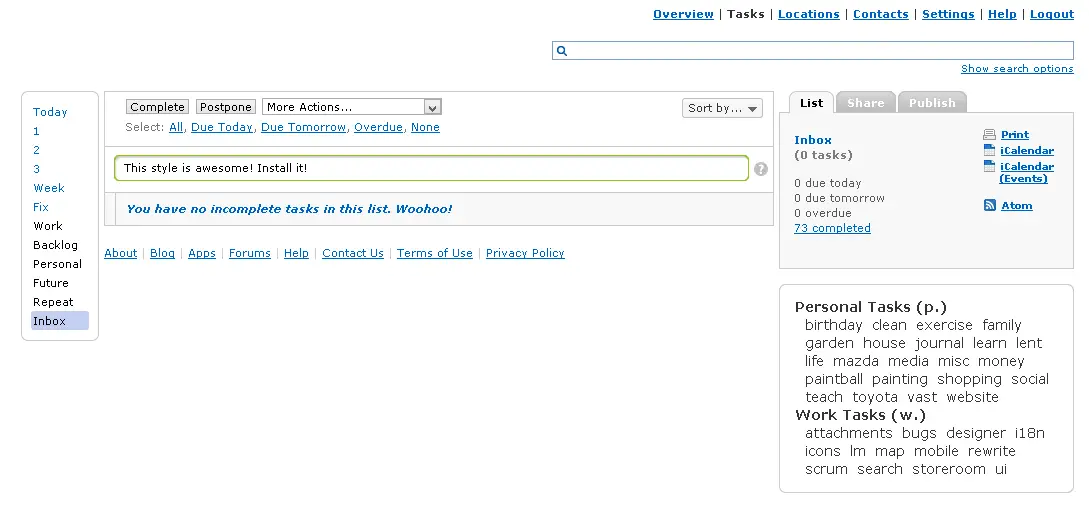 Overview | Tasks | Locations | Contacts | Settings | Help | Logout
Show search options
Today
1
2
3
Week
Fix
Work
Backlog
Personal
Future
Repeat
Inbox
Complete Postpone More Actions... Sort by...
Select: All, Due Today, Due Tomorrow, Overdue, None
This style is awesome! Install it! ?
You have no incomplete tasks in this list. Woohoo!
About | Blog | Apps | Forums | Help | Contact Us | Terms of Use | Privacy Policy
List Share Publish
Inbox
(0 tasks)
0 due today
0 due tomorrow
0 overdue
73 completed
Print
iCalendar
iCalendar
(Events)
Atom
Personal Tasks (p.)
birthday clean exercise family
garden house journal learn lent
life mazda media misc money
paintball painting shopping social
teach toyota vast website
Work Tasks (w.)
attachments bugs designer i18n
icons lm map mobile rewrite
scrum search storeroom ui